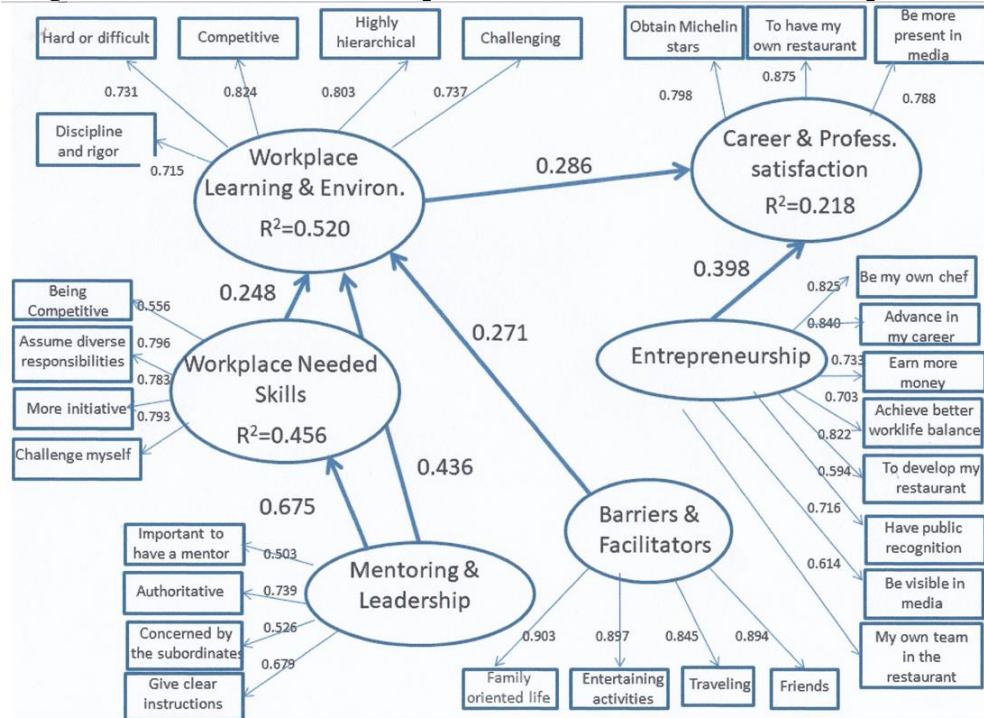 Hard or difficult
Competitive
Highly
hierarchical
Challenging
Obtain Michelin
stars
To have my
own restaurant
Be more
present in
media
0.731
0.824
0.803
0.737
0.798
0.875
0.788
Discipline
and rigor
0.715
Workplace
Learning & Environ.
R²=0.520
0.286
Career & Profess.
satisfaction
R²=0.218
0.248
0.271
0.398
Being
Competitive
0.556
Assume diverse
responsibilities
0.796
0.783
More initiative
0.793
Challenge myself
Workplace Needed
Skills
R²=0.456
Entrepreneurship
0.825
Be my own chef
0.840
Advance in
my career
0.733
Earn more
money
0.703
Achieve better
worklife balance
0.822
To develop my
restaurant
0.594
Have public
recognition
0.716
Be visible in
media
0.614
My own team
in the
restaurant
0.675
0.436
Important to
have a mentor
0.503
Authoritative
0.739
Concerned by
the subordinates
0.526
0.679
Give clear
instructions
Mentoring &
Leadership
Barriers &
Facilitators
0.903
0.897
0.845
0.894
Family
oriented life
Entertaining
activities
Traveling
Friends